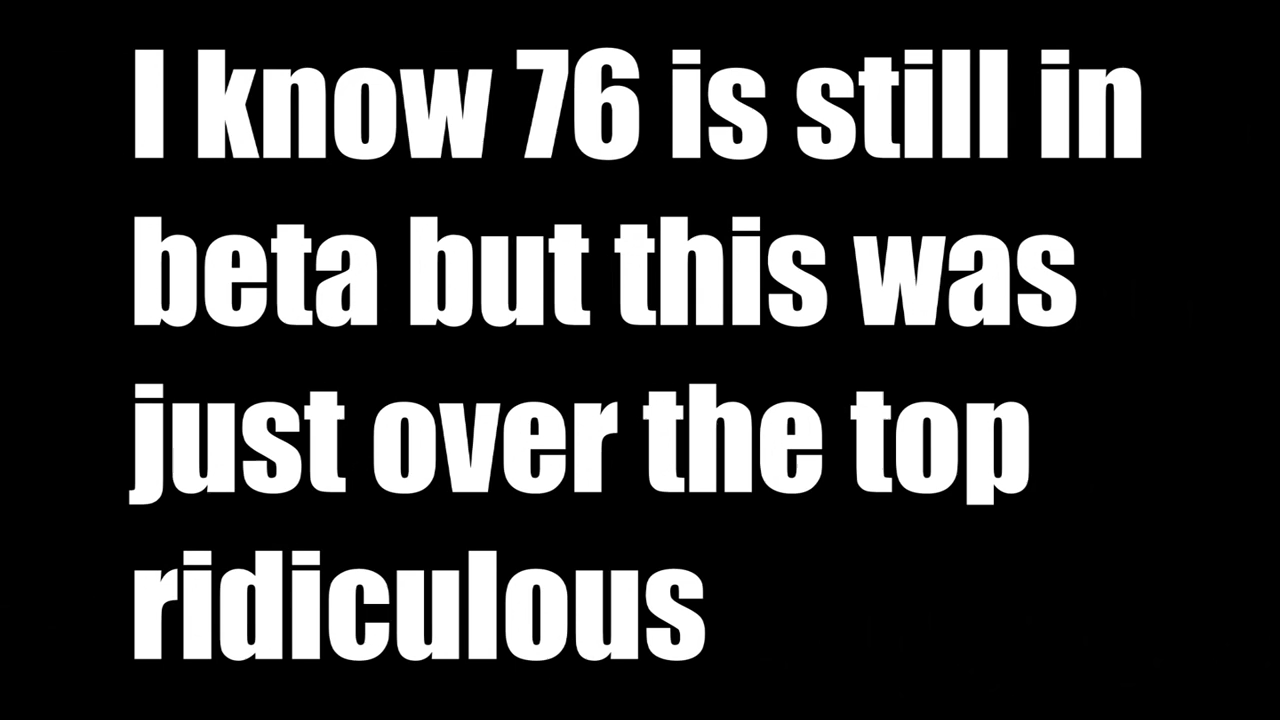 I know 76 is still in
beta but this was
just over the top
ridiculous